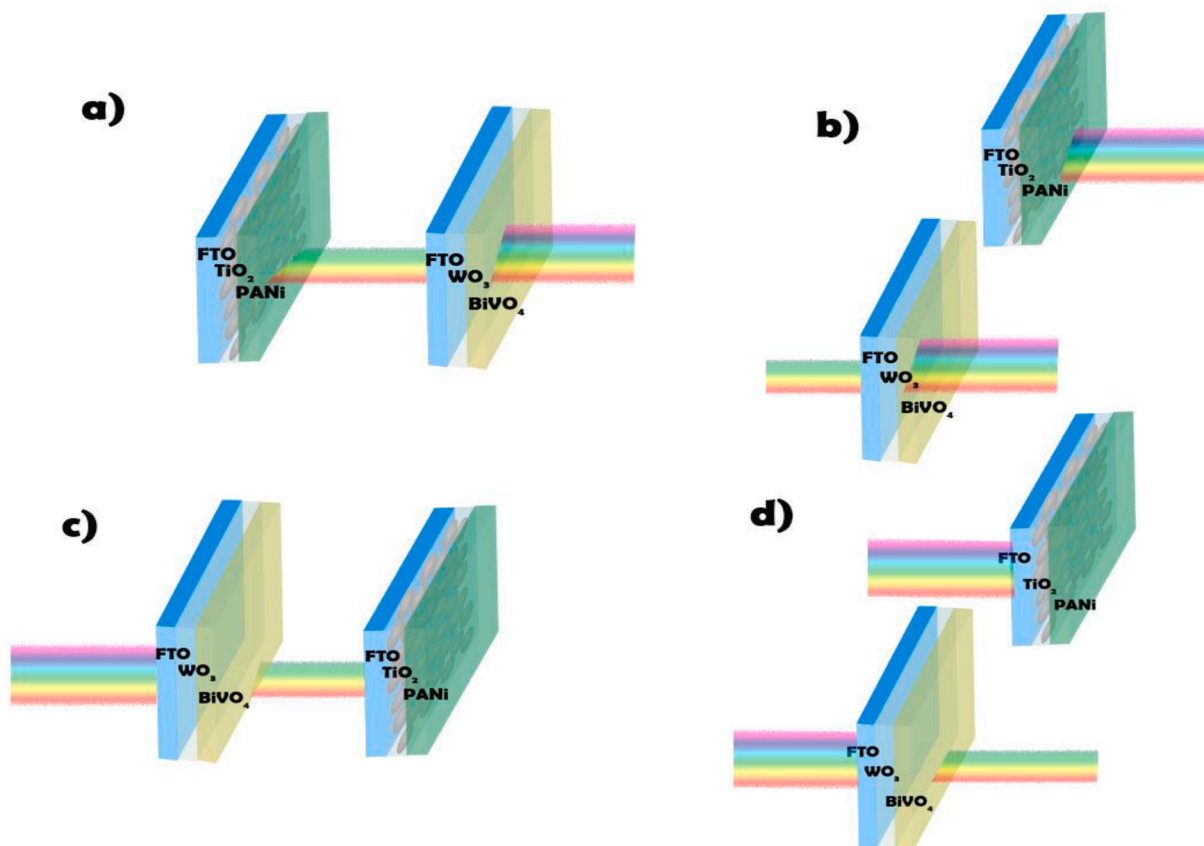 a)
FTO
TiO₂
PANi
FTO
WO₃
BiVO₄
b)
FTO
TiO₂
PANi
FTO
WO₃
BiVO₄
c)
FTO
WO₃
BiVO₄
FTO
TiO₂
PANi
d)
FTO
TiO₂
PANi
FTO
WO₃
BiVO₄